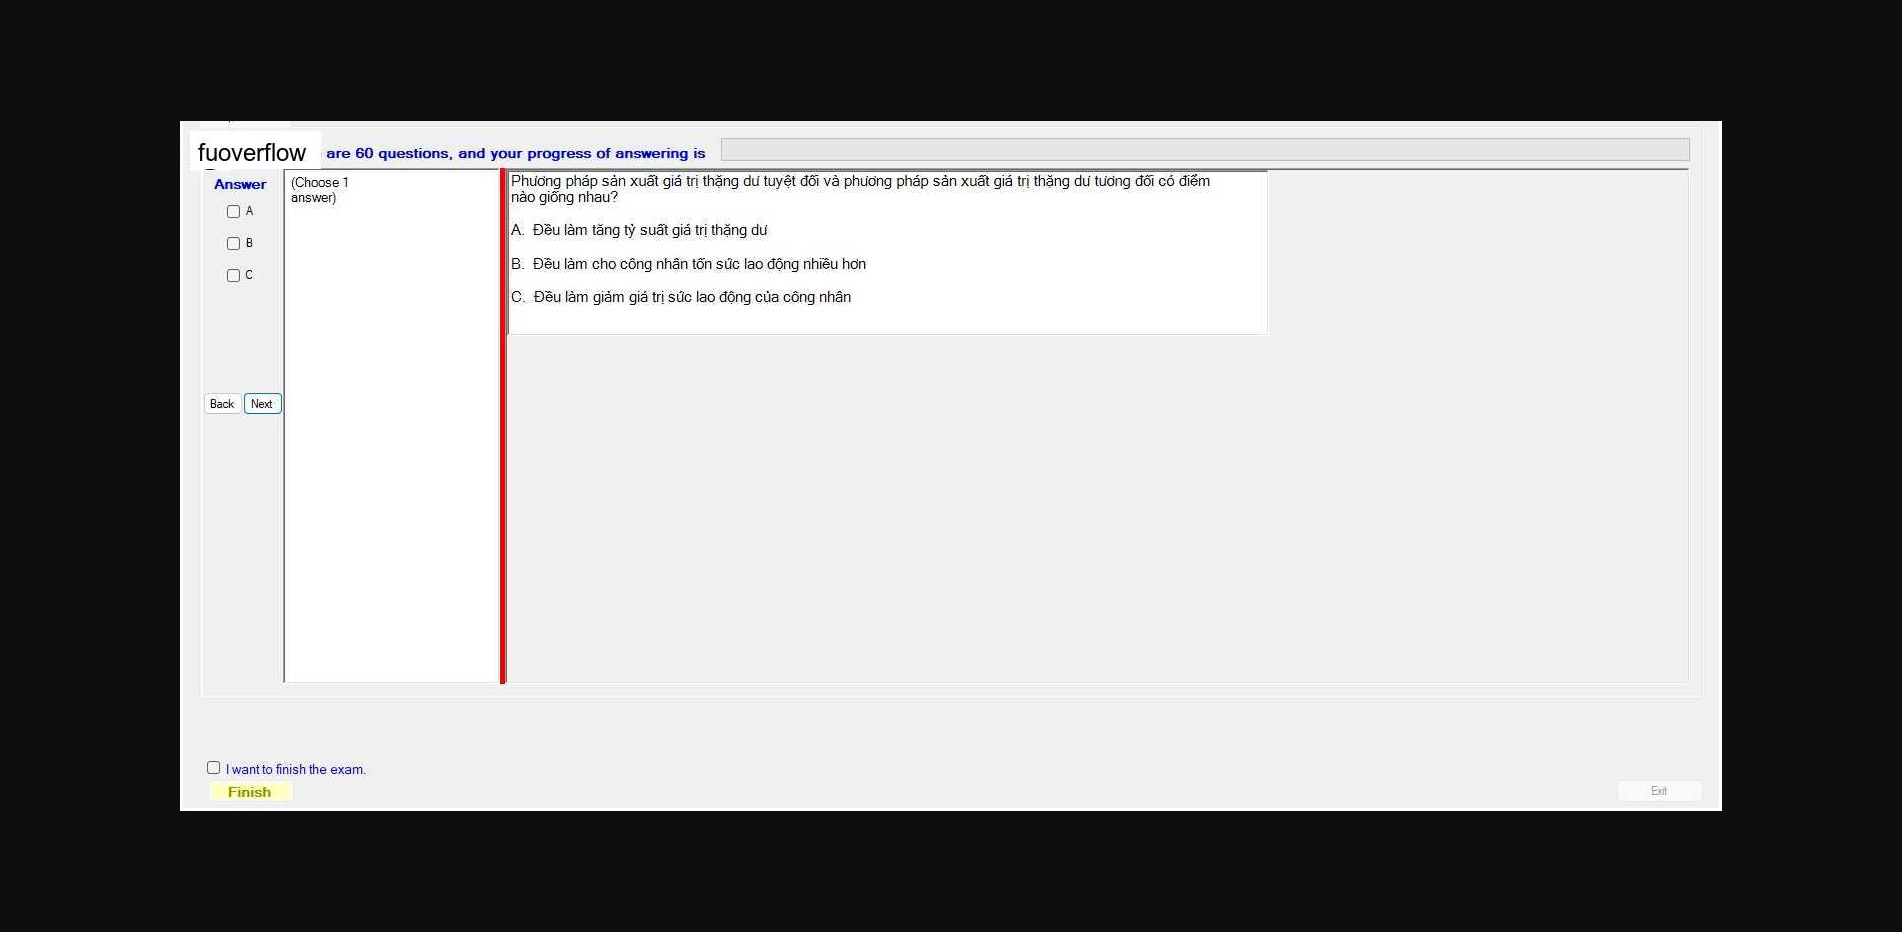 fuoverflow are 60 questions, and your progress of answering is
Answer
A
B
C
Back Next
(Choose 1
answer)
Phương pháp sản xuất giá trị thặng dư tuyệt đối và phương pháp sản xuất giá trị thặng dư tương đối có điểm
nào giống nhau?
A. Đều làm tăng tỷ suất giá trị thặng dư
B. Đều làm cho công nhân tốn sức lao động nhiều hơn
C. Đều làm giảm giá trị sức lao động của công nhân
I want to finish the exam.
Finish
Exit